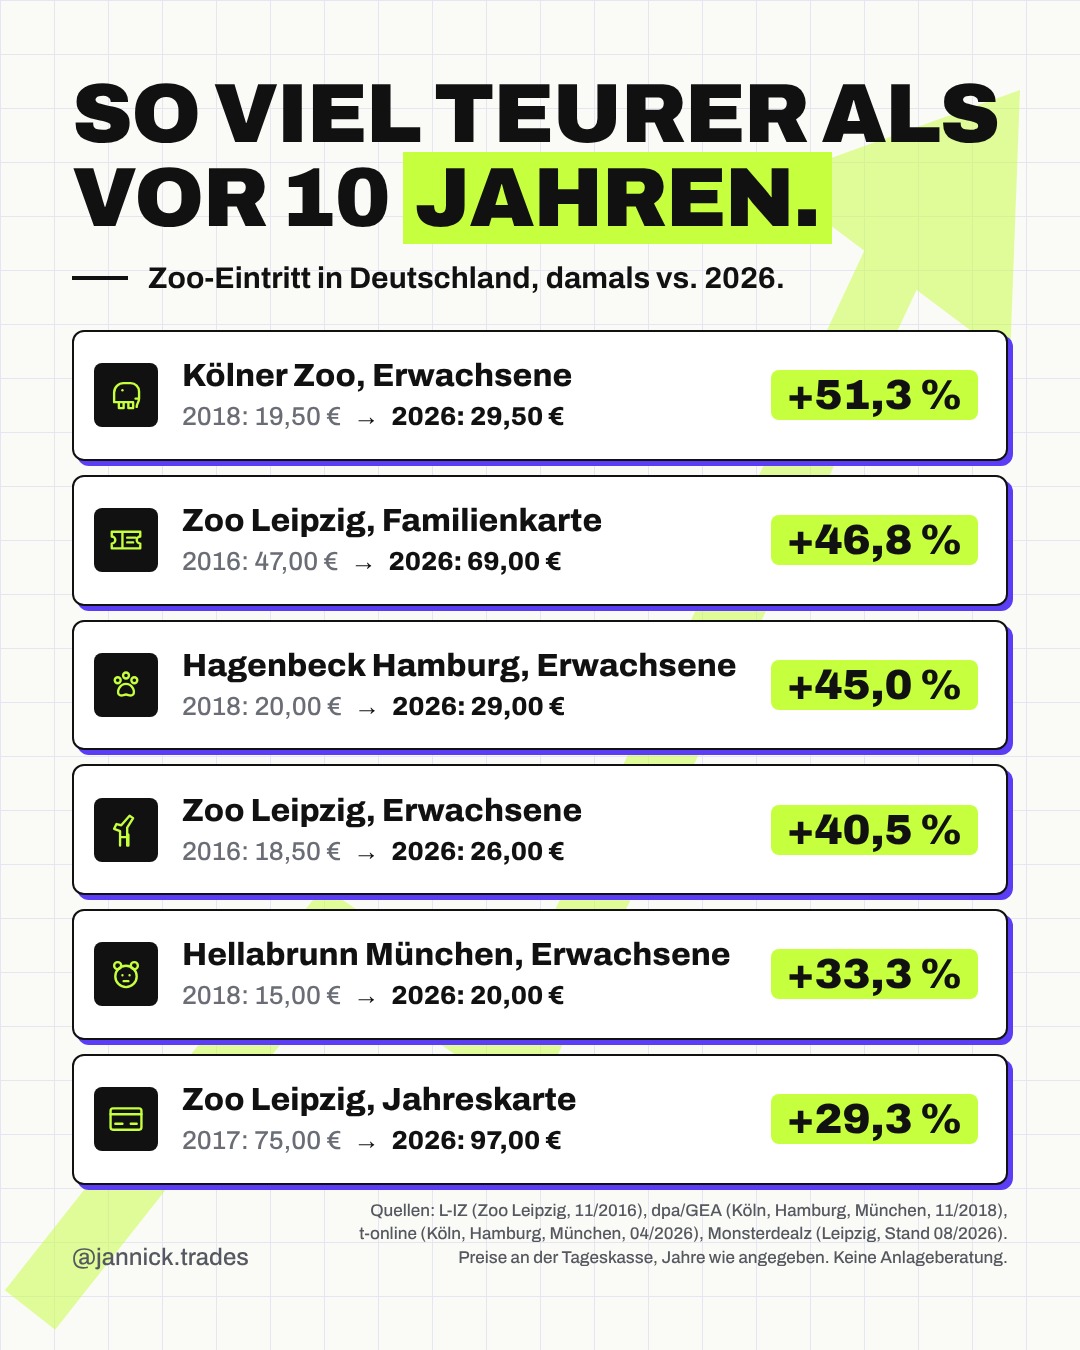 SO VIEL TEURER ALS
VOR 10 JAHREN.
Zoo-Eintritt in Deutschland, damals vs. 2026.
Kölner Zoo, Erwachsene
2018: 19,50 € → 2026: 29,50 €
+51,3 %
Zoo Leipzig, Familienkarte
2016: 47,00 € → 2026: 69,00 €
+46,8 %
Hagenbeck Hamburg, Erwachsene
2018: 20,00 € → 2026: 29,00 €
+45,0 %
Zoo Leipzig, Erwachsene
2016: 18,50 € → 2026: 26,00 €
+40,5 %
Hellabrunn München, Erwachsene
2018: 15,00 € → 2026: 20,00 €
+33,3 %
Zoo Leipzig, Jahreskarte
2017: 75,00 € → 2026: 97,00 €
+29,3 %
Quellen: L-IZ (Zoo Leipzig, 11/2016), dpa/GEA (Köln, Hamburg, München, 11/2018),
t-online (Köln, Hamburg, München, 04/2026), Monsterdealz (Leipzig, Stand 08/2026).
Preise an der Tageskasse, Jahre wie angegeben. Keine Anlageberatung.
@jannick.trades